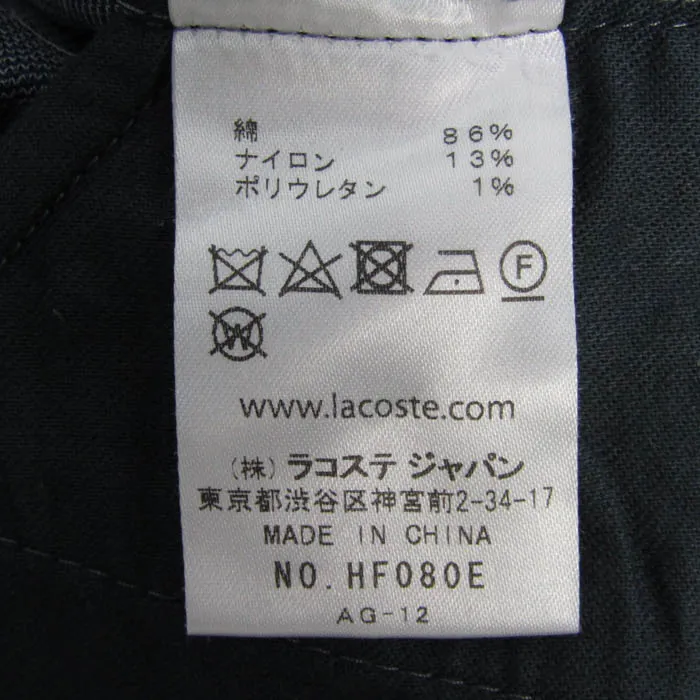 綿 86%
ナイロン 13%
ポリウレタン 1%
F
W
www.lacoste.com
(株) ラコステ ジャパン
東京都渋谷区神宮前2-34-17
MADE IN CHINA
NO. HF080E
AG-12